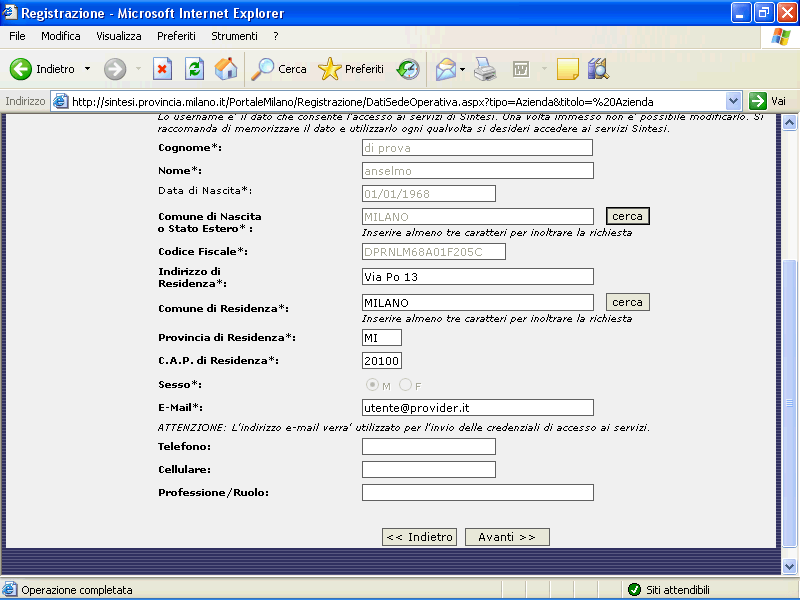 Registrazione - Microsoft Internet Explorer
File Modifica Visualizza Preferiti Strumenti ?
Indietro Cerca Preferiti
Indirizzo http://sintesi.provincia.milano.it/PortaleMilano/Registrazione/DatiSedeOperativa.aspx?tipo=Azienda&titolo=%20Azienda Vai
Lo username e' il dato che consente l'accesso ai servizi di Sintesi. Una volta immesso non e' possibile modificarlo. Si
raccomanda di memorizzare il dato e utilizzarlo ogni qualvolta si desideri accedere ai servizi Sintesi.
Cognome*: di prova
Nome*: anselmo
Data di Nascita*: 01/01/1968
Comune di Nascita
o Stato Estero* : MILANO cerca
Inserire almeno tre caratteri per inoltrare la richiesta
Codice Fiscale*: DPRNLM68A01F205C
Indirizzo di
Residenza*: Via Po 13
Comune di Residenza*: MILANO cerca
Inserire almeno tre caratteri per inoltrare la richiesta
Provincia di Residenza*: MI
C.A.P. di Residenza*: 20100
Sesso*: M F
E-Mail*: utente@provider.it
ATTENZIONE: L'indirizzo e-mail verra' utilizzato per l'invio delle credenziali di accesso ai servizi.
Telefono:
Cellulare:
Professione/Ruolo:
<< Indietro Avanti >>
Operazione completata Siti attendibili